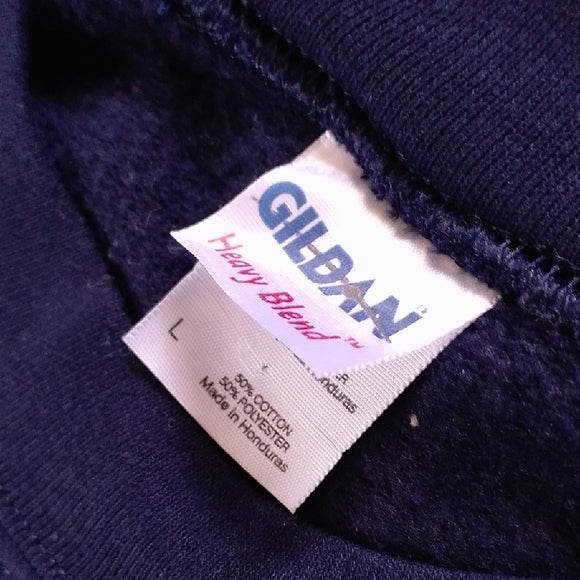 GILDAN
Heavy Blend™
L
50% COTTON
50% POLYESTER
Made in Honduras